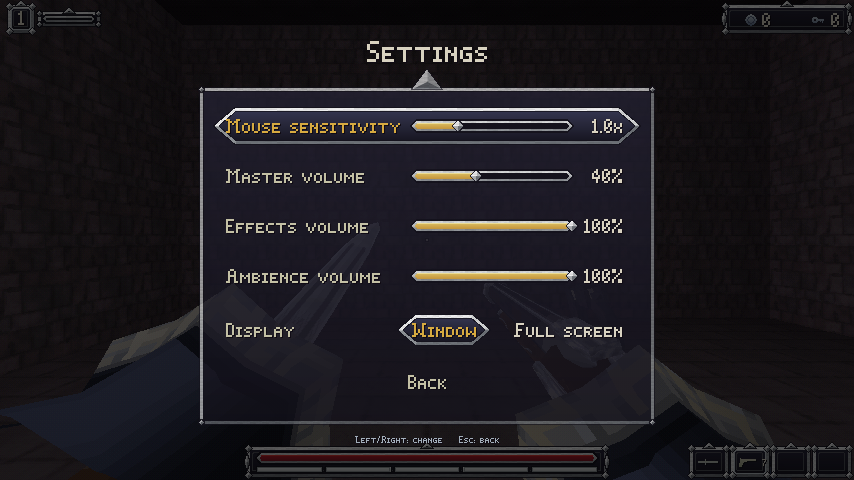 1
0 0
Settings
Mouse sensitivity 1.0x
Master volume 40%
Effects volume 100%
Ambience volume 100%
Display Window Full screen
Back
Left/Right: change Esc: back